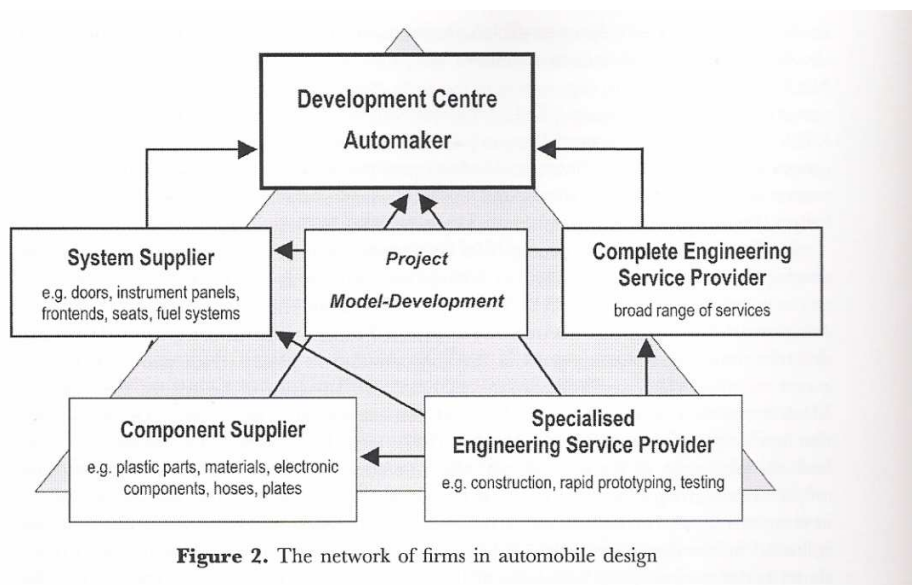 Development Centre
Automaker
System Supplier
e.g. doors, instrument panels,
frontends, seats, fuel systems
Project
Model-Development
Complete Engineering
Service Provider
broad range of services
Component Supplier
e.g. plastic parts, materials, electronic
components, hoses, plates
Specialised
Engineering Service Provider
e.g. construction, rapid prototyping, testing
Figure 2. The network of firms in automobile design